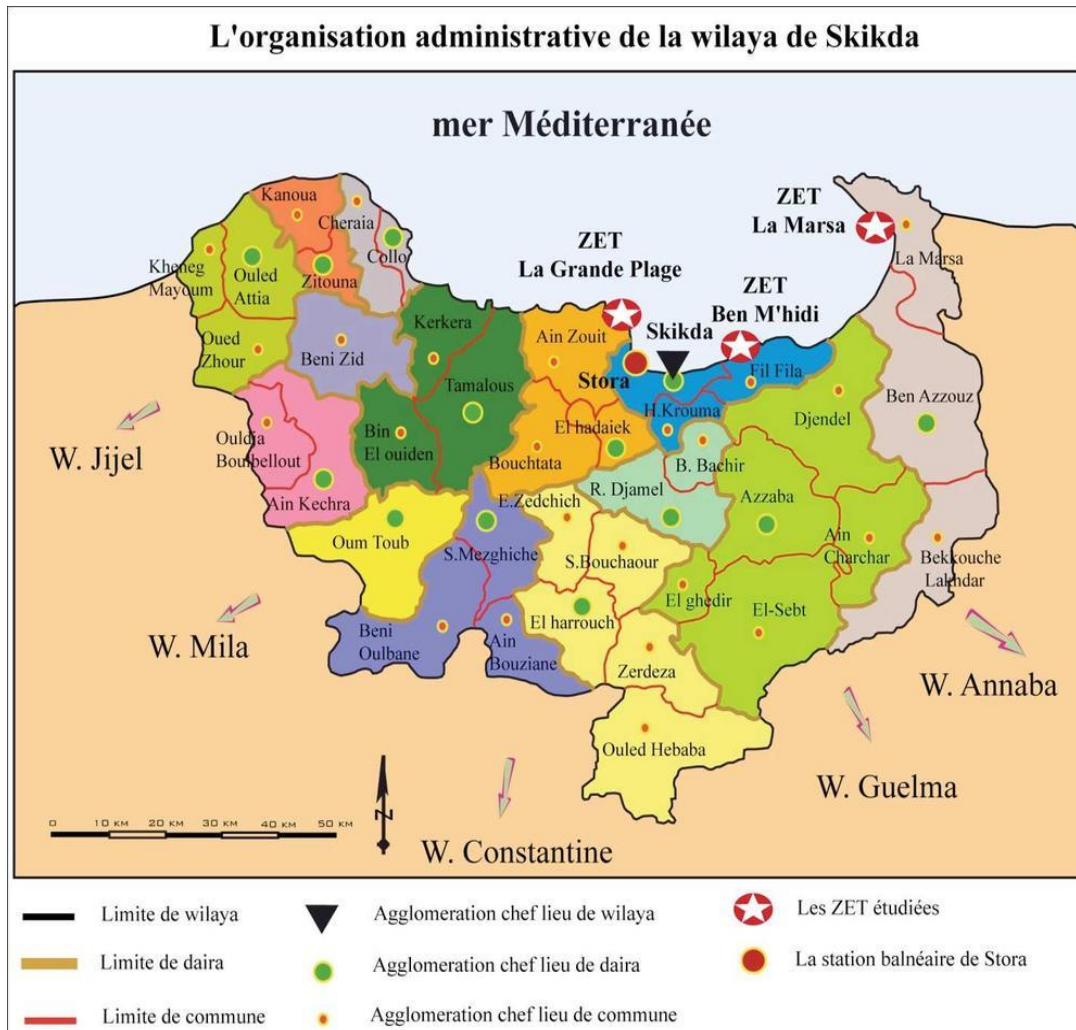 L'organisation administrative de la wilaya de Skikda
mer Méditerranée
Kanoua
Cheraia
Collo
Kheneg
Mayoum
Ouled
Attia
Zitouna
Oued
Zhour
Beni Zid
Kerkera
Tamalous
Ain Zouit
ZET
La Grande Plage
Skikda
Stora
ZET
Ben M'hidi
ZET
La Marsa
La Marsa
Fil Fila
H.Krouma
Djendel
Ben Azzouz
Ouldja
Boulbellout
Ain Kechra
Bin
El ouiden
Bouchtata
El hadaiek
B. Bachir
R. Djamel
Azzaba
Ain
Charchar
Bekkouche
Lakhdar
Oum Toub
S.Mezghiche
E.Zedchich
S.Bouchaour
El ghedir
El-Sebt
El harrouch
Beni
Oulbane
Ain
Bouziane
Zerdeza
Ouled Hebaba
W. Jijel
W. Mila
W. Constantine
W. Guelma
W. Annaba
0 10 KM 20 KM 30 KM 40 KM 50 KM
N
Limite de wilaya
Limite de daira
Limite de commune
Agglomeration chef lieu de wilaya
Agglomeration chef lieu de daira
Agglomeration chef lieu de commune
Les ZET étudiées
La station balnéaire de Stora